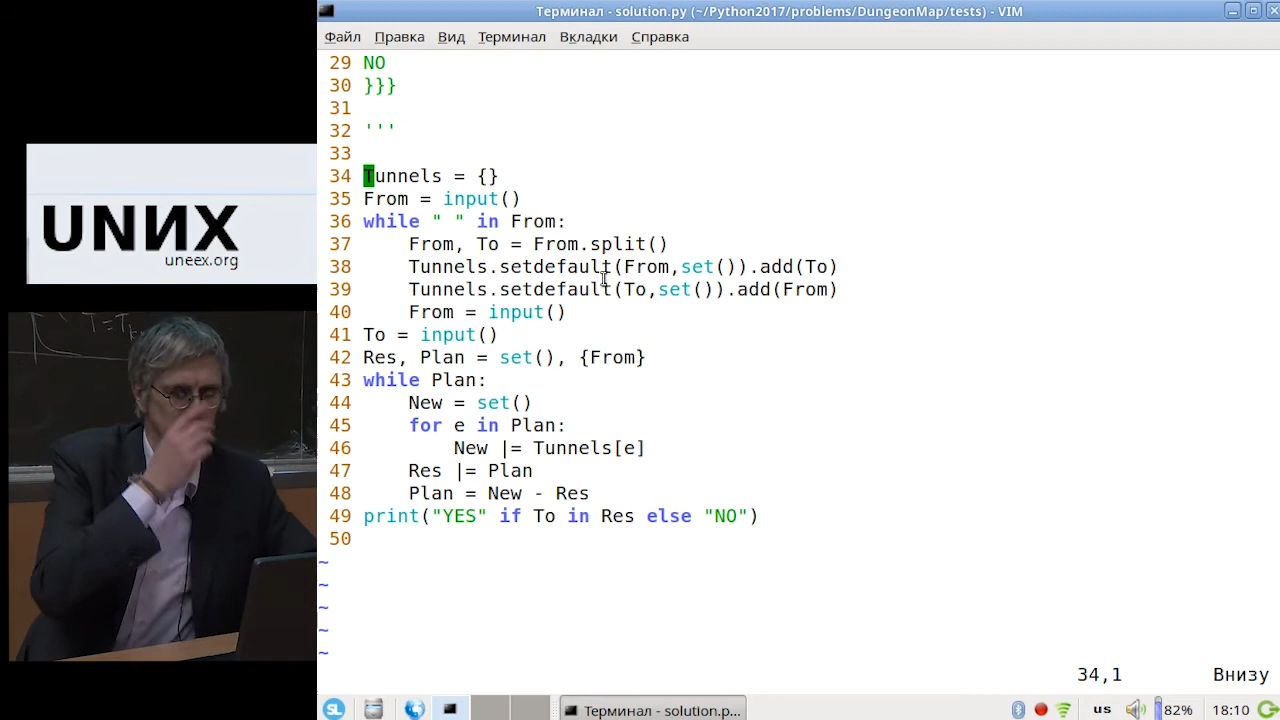 Терминал - solution.py (~/Python2017/problems/DungeonMap/tests) - VIM
Файл Правка Вид Терминал Вкладки Справка
29 NO
30 }}}
31
32 '''
33
34 Tunnels = {}
35 From = input()
36 while " " in From:
37     From, To = From.split()
38     Tunnels.setdefault(From,set()).add(To)
39     Tunnels.setdefault(To,set()).add(From)
40     From = input()
41 To = input()
42 Res, Plan = set(), {From}
43 while Plan:
44     New = set()
45     for e in Plan:
46         New |= Tunnels[e]
47     Res |= Plan
48     Plan = New - Res
49 print("YES" if To in Res else "NO")
50
~
~
~
~
~
34,1 Внизу
UNИX
uneex.org
SL
Терминал - solution.p...
us
82%
18:10